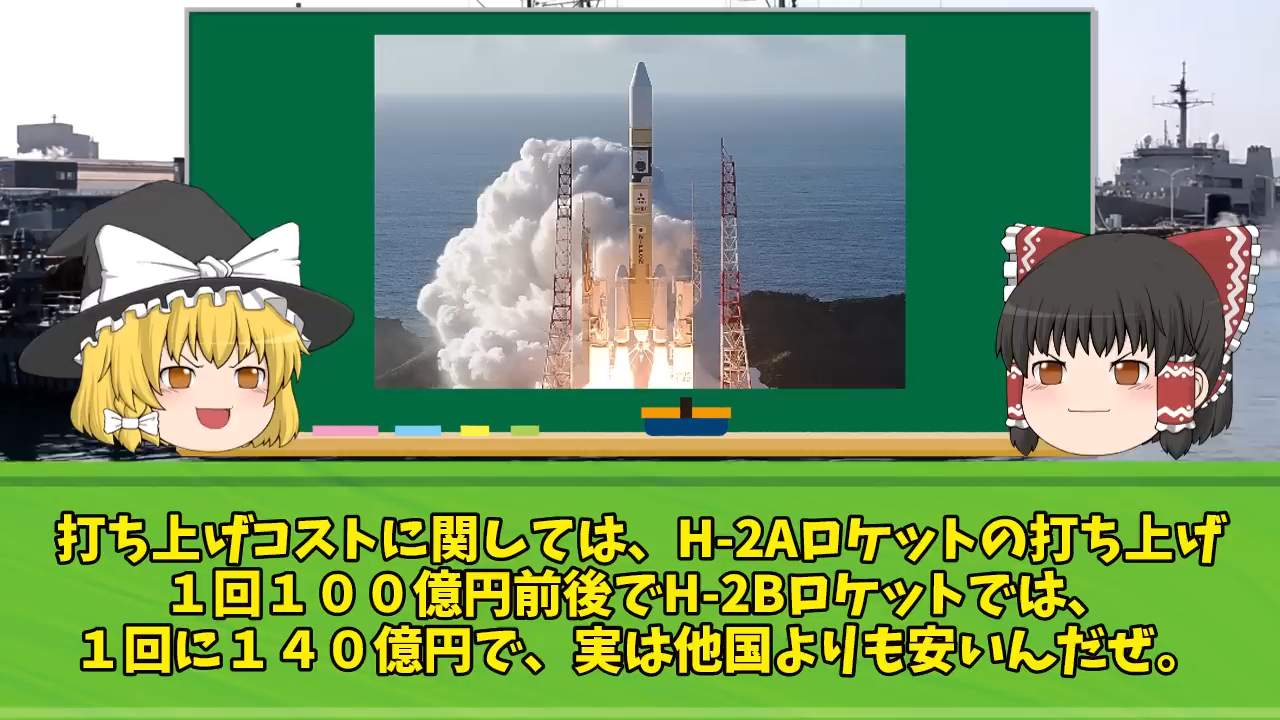 NIPPON
打ち上げコストに関しては、H-2Aロケットの打ち上げ
１回１００億円前後でH-2Bロケットでは、
１回に１４０億円で、実は他国よりも安いんだぜ。